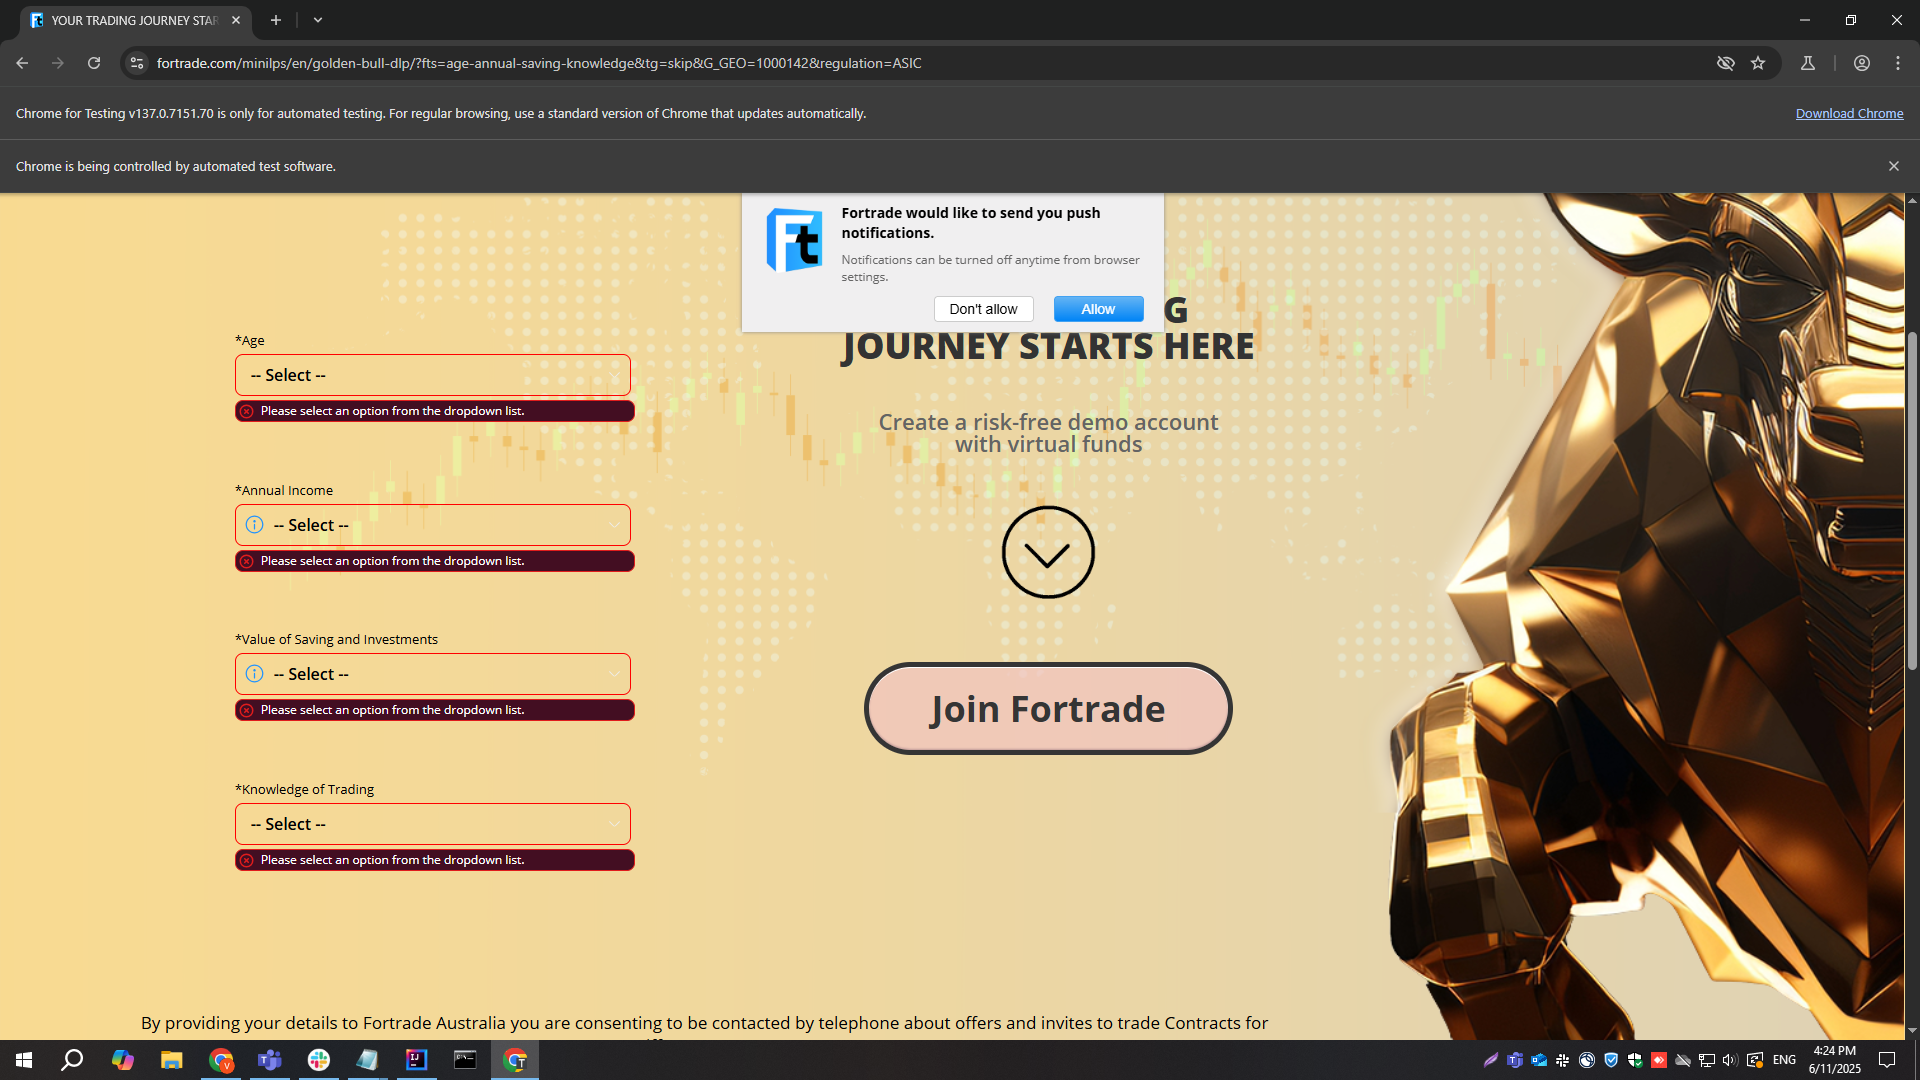 YOUR TRADING JOURNEY STAR
fortrade.com/minilps/en/golden-bull-dlp/?fts=age-annual-saving-knowledge&tg=skip&G_GEO=1000142&regulation=ASIC
Chrome for Testing v137.0.7151.70 is only for automated testing. For regular browsing, use a standard version of Chrome that updates automatically.
Download Chrome
Chrome is being controlled by automated test software.
Ft
Fortrade would like to send you push
notifications.
Notifications can be turned off anytime from browser
settings.
Don't allow
Allow
G
JOURNEY STARTS HERE
Create a risk-free demo account
with virtual funds
Join Fortrade
*Age
-- Select --
Please select an option from the dropdown list.
*Annual Income
-- Select --
Please select an option from the dropdown list.
*Value of Saving and Investments
-- Select --
Please select an option from the dropdown list.
*Knowledge of Trading
-- Select --
Please select an option from the dropdown list.
By providing your details to Fortrade Australia you are consenting to be contacted by telephone about offers and invites to trade Contracts for
ENG
4:24 PM
6/11/2025